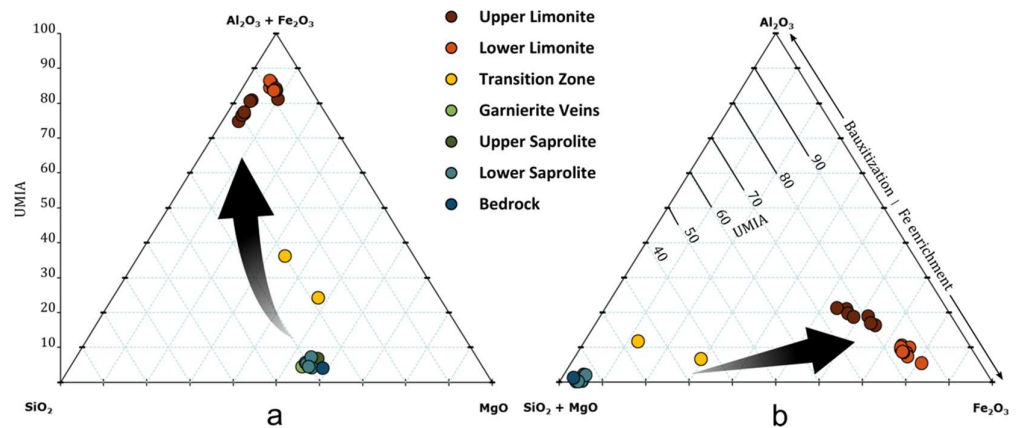 Al₂O₃ + Fe₂O₃
100
90
80
70
60
50
40
30
20
10
UMIA
SiO₂
MgO
a
Upper Limonite
Lower Limonite
Transition Zone
Garnierite Veins
Upper Saprolite
Lower Saprolite
Bedrock
Al₂O₃
90
80
70
60
50
40
UMIA
Bauxitization | Fe enrichment
SiO₂ + MgO
Fe₂O₃
b